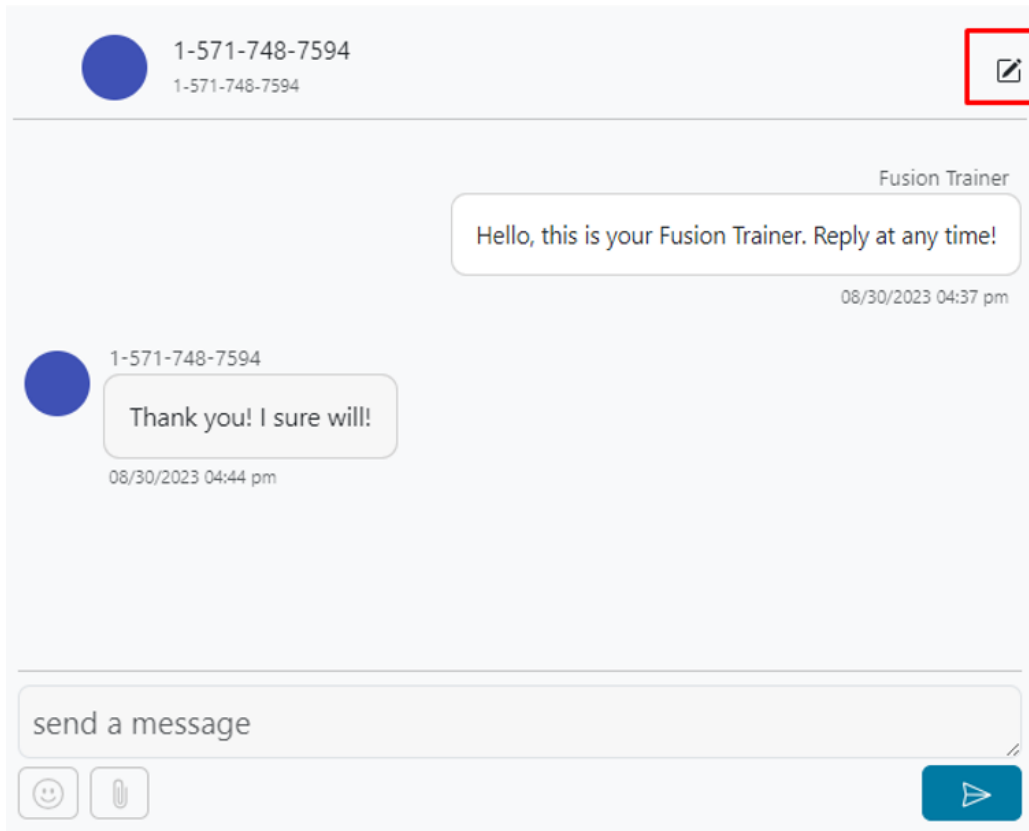 1-571-748-7594
1-571-748-7594
Fusion Trainer
Hello, this is your Fusion Trainer. Reply at any time!
08/30/2023 04:37 pm
1-571-748-7594
Thank you! I sure will!
08/30/2023 04:44 pm
send a message